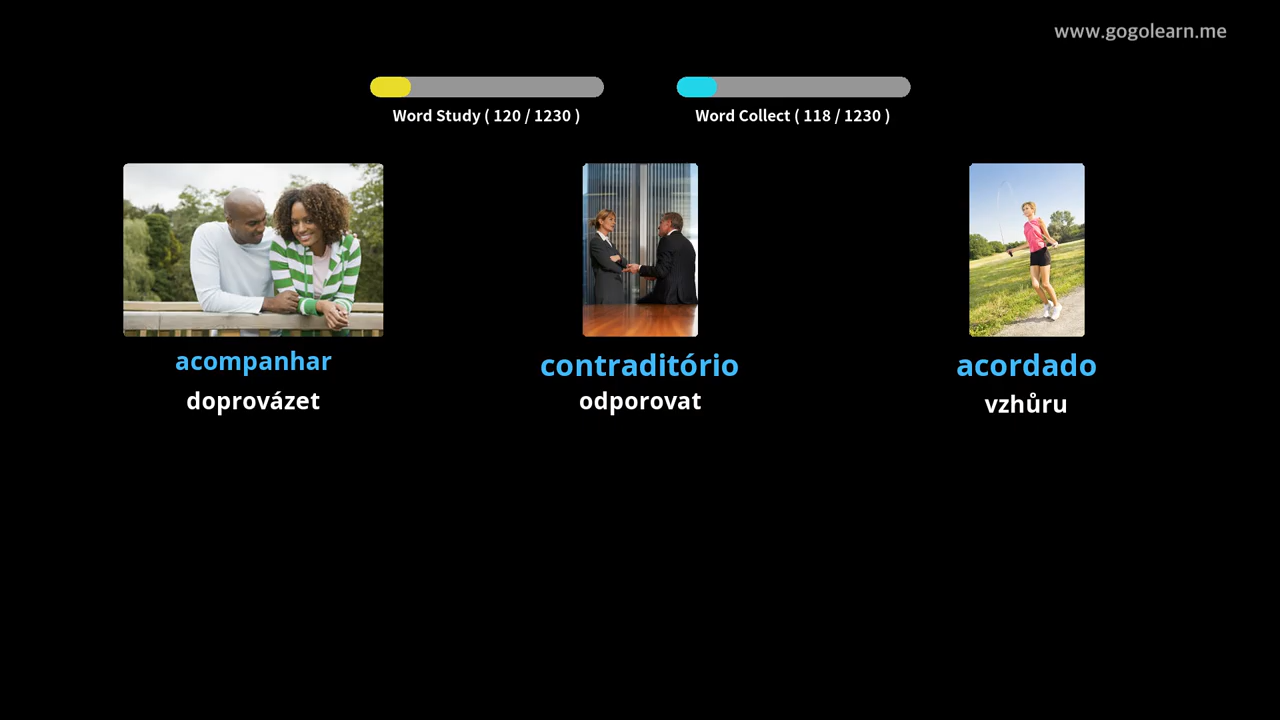 www.gogolearn.me
Word Study ( 120 / 1230 )
Word Collect ( 118 / 1230 )
acompanhar
doprovázet
contraditório
odporovat
acordado
vzhůru